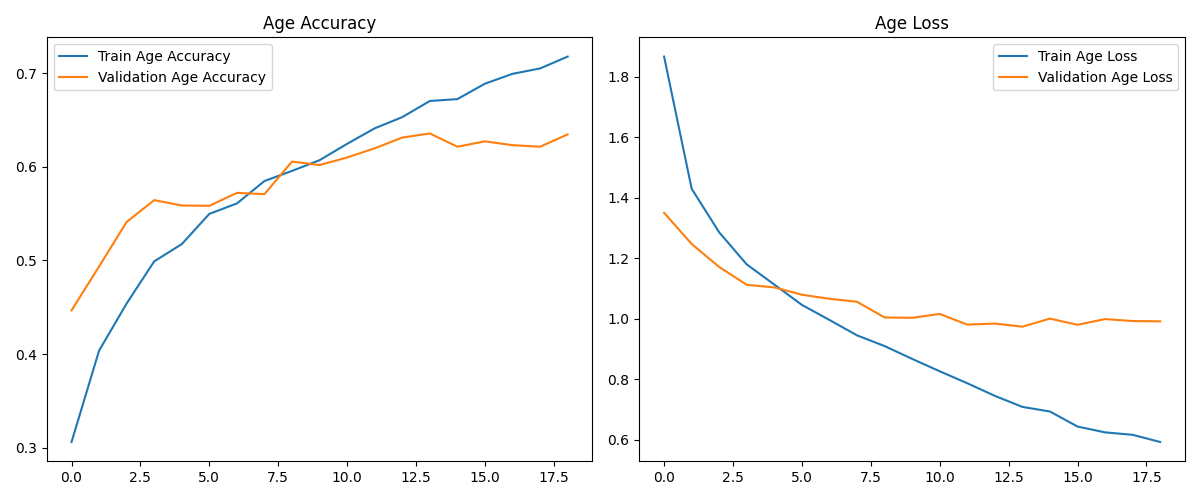 Age Accuracy
Train Age Accuracy
Validation Age Accuracy
0.7
0.6
0.5
0.4
0.3
0.0 2.5 5.0 7.5 10.0 12.5 15.0 17.5
Age Loss
Train Age Loss
Validation Age Loss
1.8
1.6
1.4
1.2
1.0
0.8
0.6
0.0 2.5 5.0 7.5 10.0 12.5 15.0 17.5